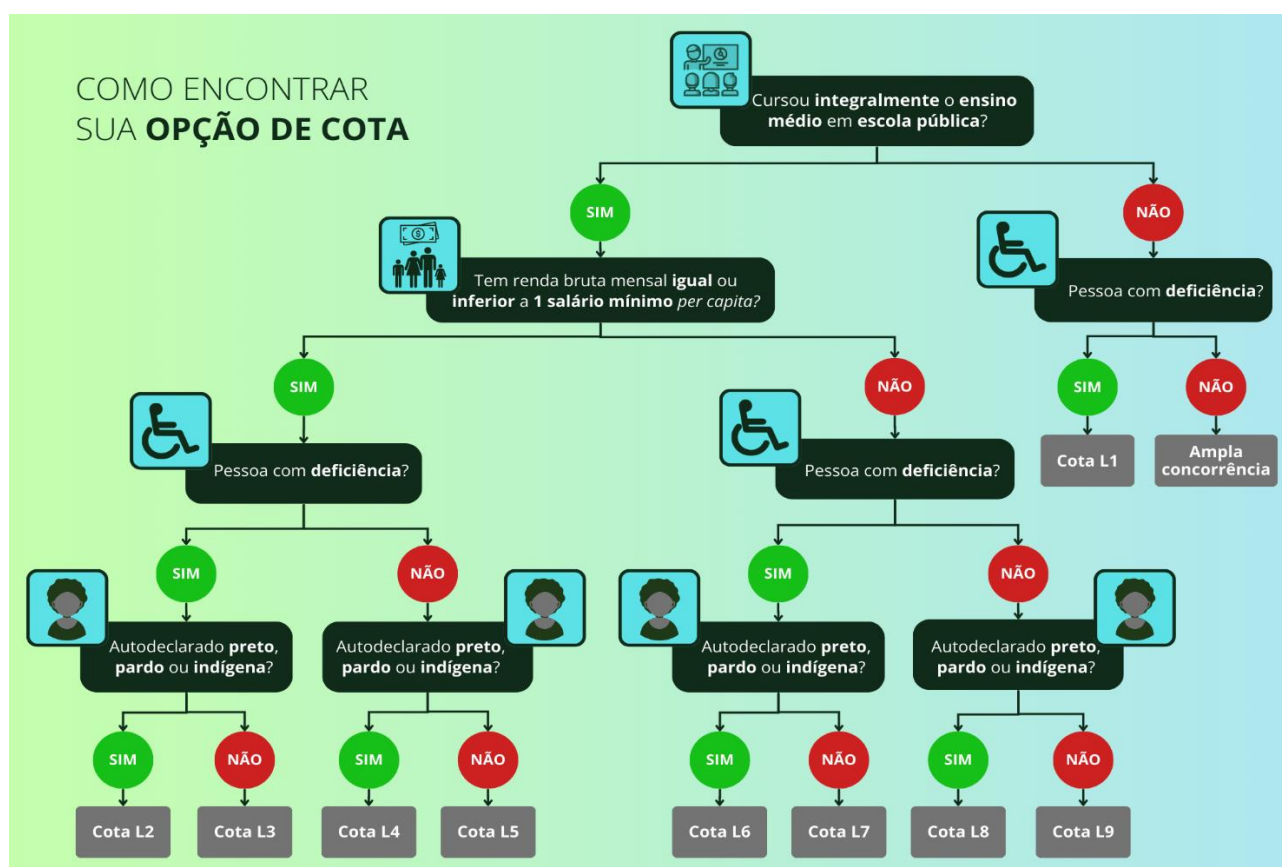 COMO ENCONTRAR
SUA OPÇÃO DE COTA
Cursou integralmente o ensino
médio em escola pública?
SIM
NÃO
Tem renda bruta mensal igual ou
inferior a 1 salário mínimo per capita?
Pessoa com deficiência?
SIM
NÃO
SIM
NÃO
Pessoa com deficiência?
Pessoa com deficiência?
Cota L1
Ampla
concorrência
SIM
NÃO
SIM
NÃO
Autodeclarado preto,
pardo ou indígena?
Autodeclarado preto,
pardo ou indígena?
Autodeclarado preto,
pardo ou indígena?
Autodeclarado preto,
pardo ou indígena?
SIM
NÃO
SIM
NÃO
SIM
NÃO
SIM
NÃO
Cota L2
Cota L3
Cota L4
Cota L5
Cota L6
Cota L7
Cota L8
Cota L9